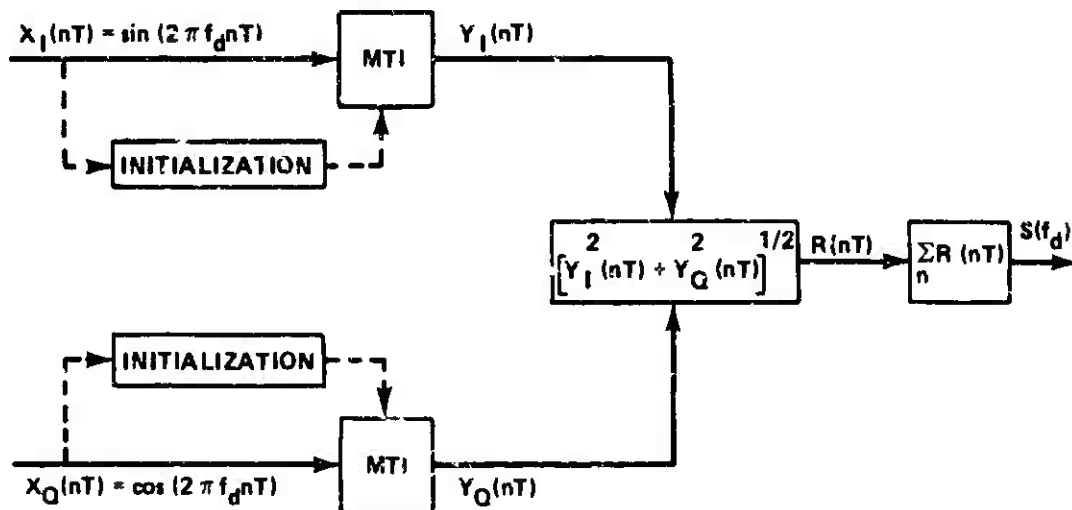 X_I(nT) = sin (2 π f_d nT)
MTI
Y_I(nT)
INITIALIZATION
[Y_I^2 (nT) + Y_Q^2 (nT)]^1/2
R(nT)
Σ_n R (nT)
S(f_d)
INITIALIZATION
MTI
X_Q(nT) = cos (2 π f_d nT)
Y_Q(nT)